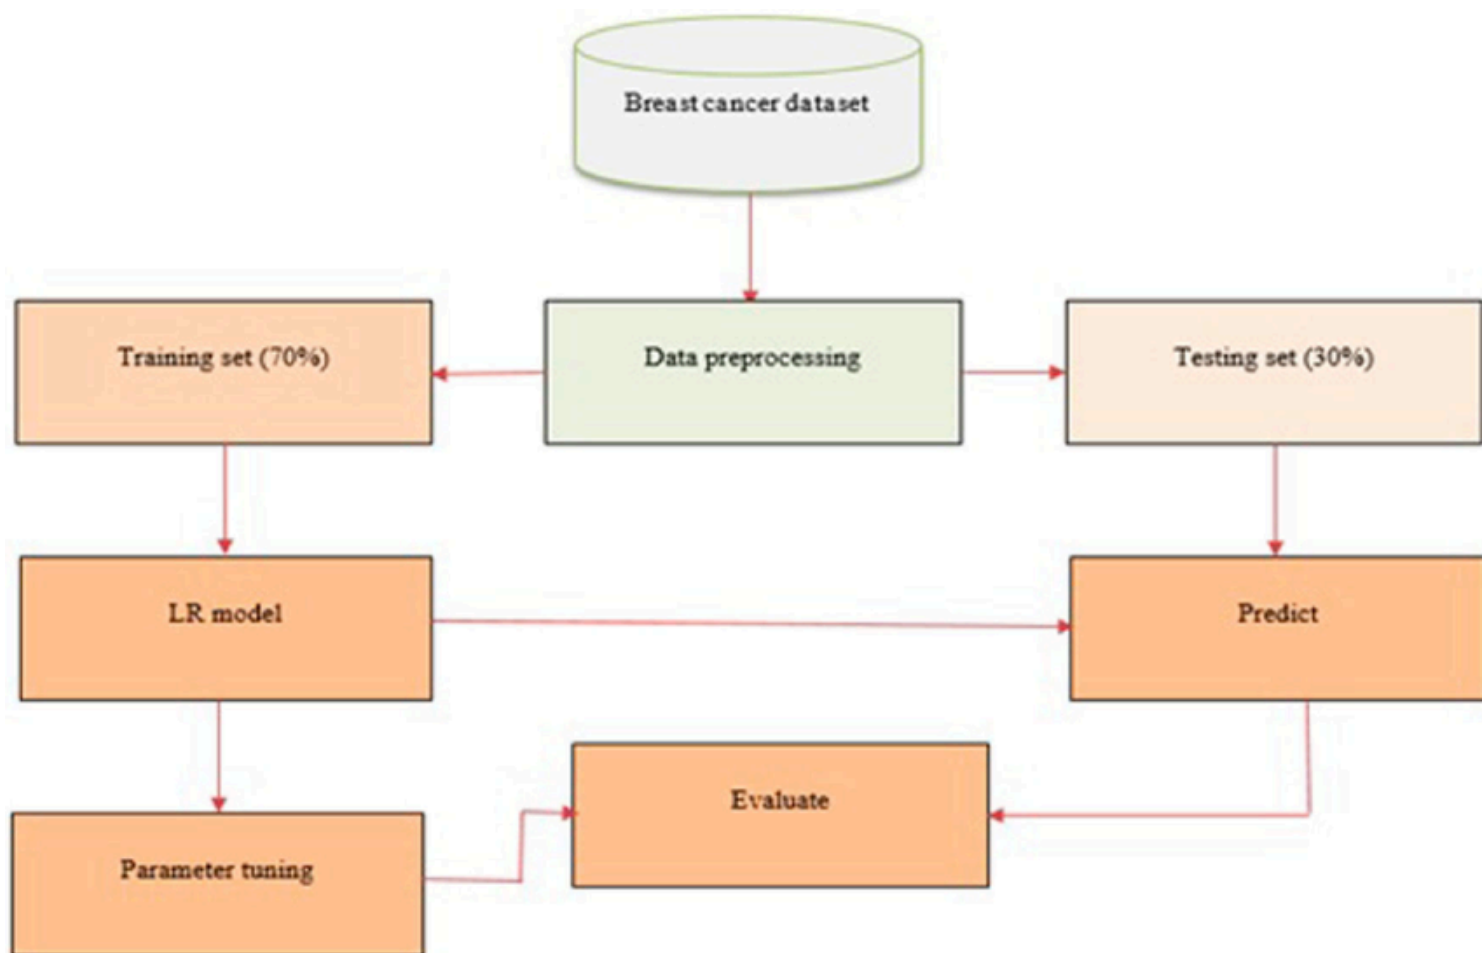 Breast cancer dataset
Training set (70%)
Data preprocessing
Testing set (30%)
LR model
Predict
Evaluate
Parameter tuning